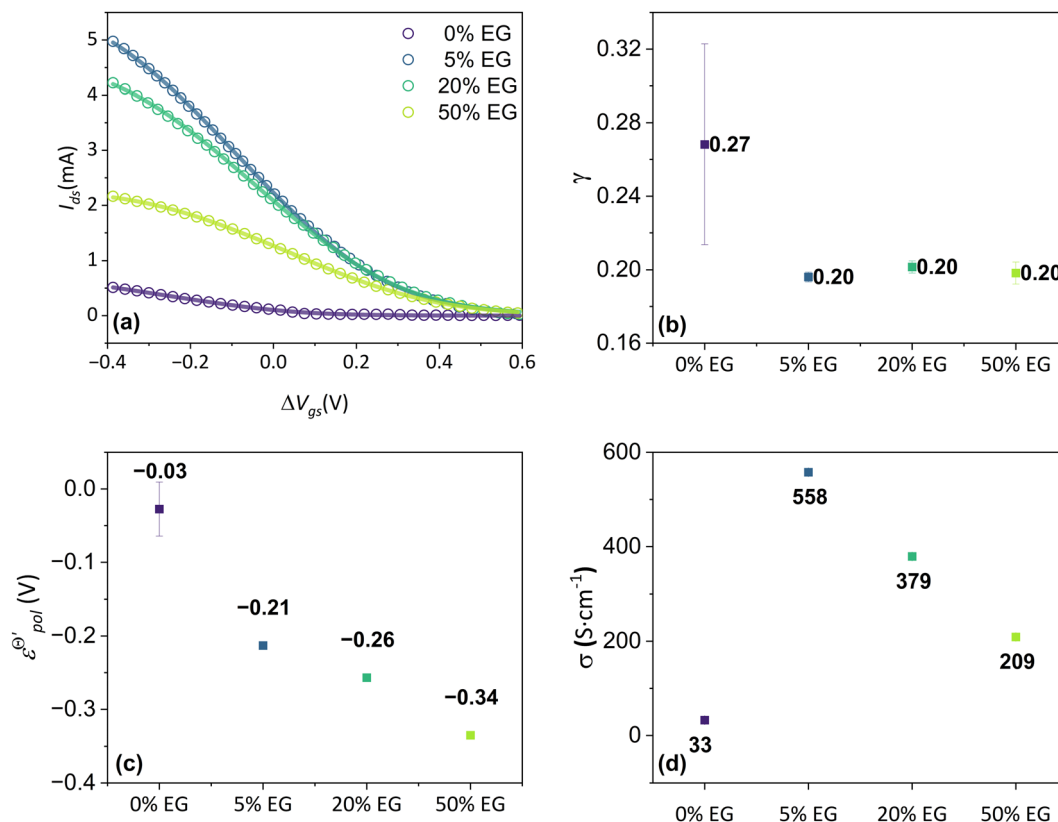 5
4
3
2
1
0
I_ds(mA)
0% EG
5% EG
20% EG
50% EG
(a)
−0.4 −0.2 0.0 0.2 0.4 0.6
ΔV_gs(V)
0.32
0.28
0.24
0.20
0.16
γ
0.27
0.20
0.20
0.20
(b)
0% EG 5% EG 20% EG 50% EG
0.0
−0.1
−0.2
−0.3
−0.4
ε^Θ′_pol (V)
−0.03
−0.21
−0.26
−0.34
(c)
0% EG 5% EG 20% EG 50% EG
600
400
200
0
σ (S·cm⁻¹)
558
379
209
33
(d)
0% EG 5% EG 20% EG 50% EG